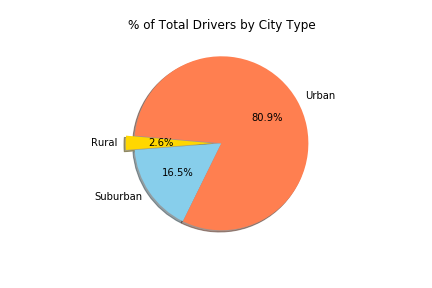 % of Total Drivers by City Type
Urban
80.9%
Rural
2.6%
16.5%
Suburban